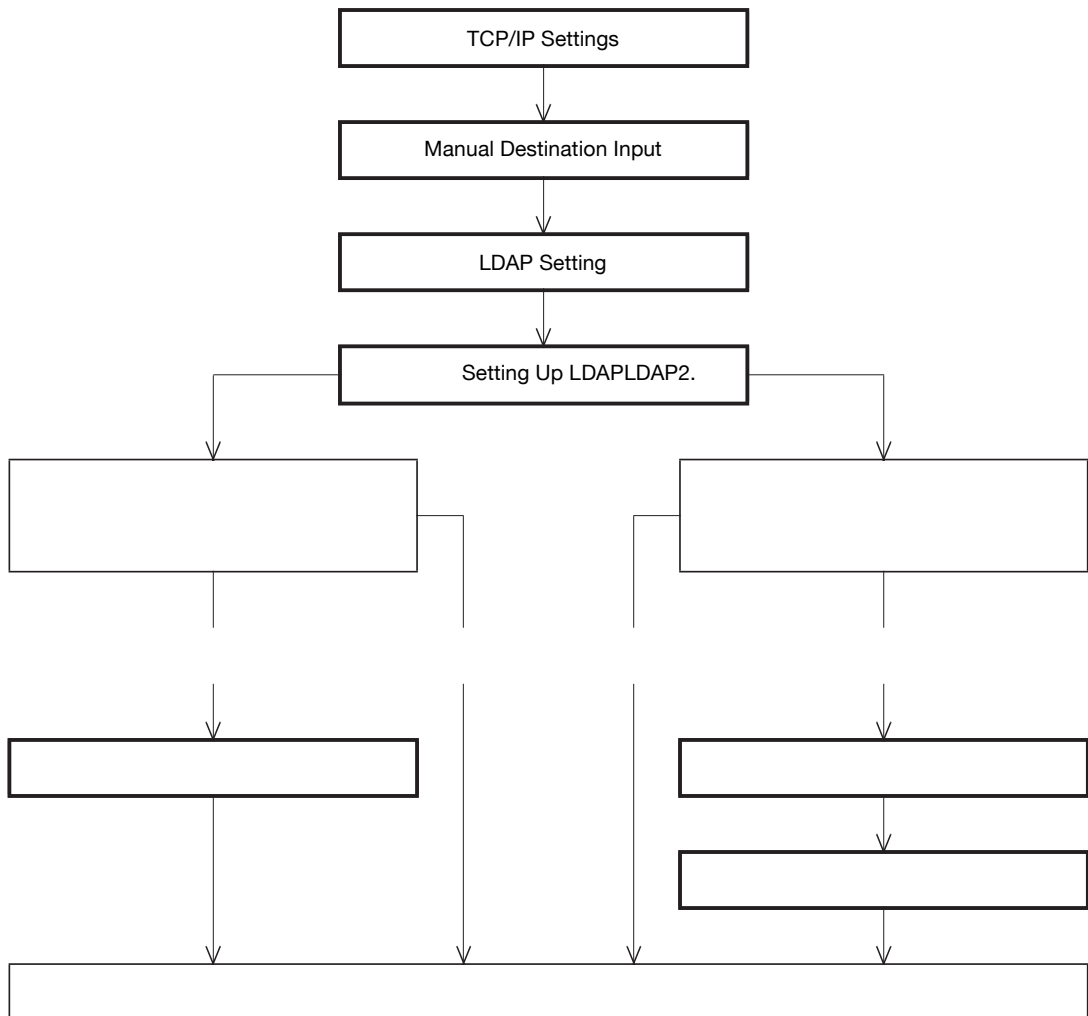 TCP/IP Settings
Manual Destination Input
LDAP Setting
Setting Up LDAPLDAP2.